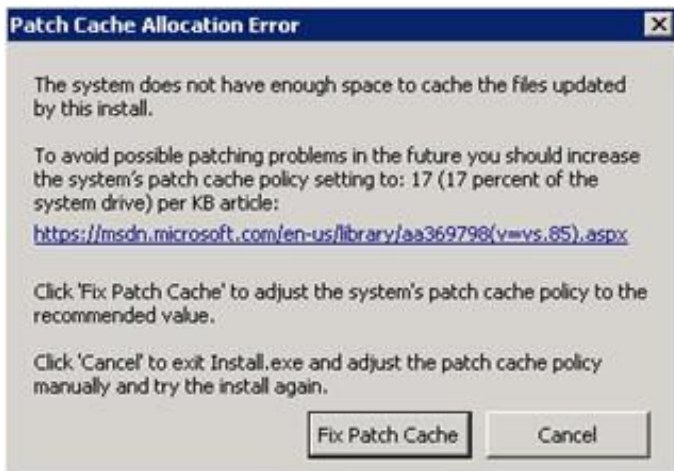 Patch Cache Allocation Error
The system does not have enough space to cache the files updated
by this install.
To avoid possible patching problems in the future you should increase
the system's patch cache policy setting to: 17 (17 percent of the
system drive) per KB article:
https://msdn.microsoft.com/en-us/library/aa369798(v=vs.85).aspx
Click 'Fix Patch Cache' to adjust the system's patch cache policy to the
recommended value.
Click 'Cancel' to exit Install.exe and adjust the patch cache policy
manually and try the install again.
Fix Patch Cache Cancel